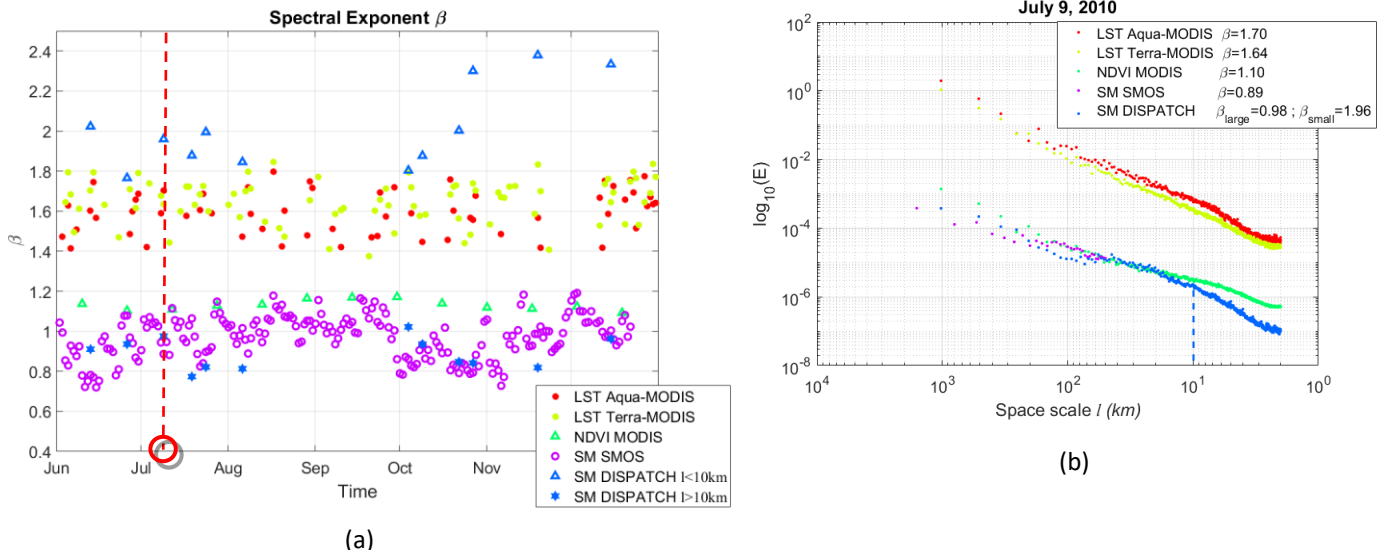 Spectral Exponent β
2.4
2.2
2
1.8
1.6
1.4
1.2
1
0.8
0.6
0.4
β
Jun Jul Aug Sep Oct Nov
Time
LST Aqua-MODIS
LST Terra-MODIS
NDVI MODIS
SM SMOS
SM DISPATCH l<10km
SM DISPATCH l>10km
(a)
July 9, 2010
LST Aqua-MODIS β=1.70
LST Terra-MODIS β=1.64
NDVI MODIS β=1.10
SM SMOS β=0.89
SM DISPATCH β_large=0.98 ; β_small=1.96
10^2
10^0
10^-2
10^-4
10^-6
10^-8
log_10(E)
10^4 10^3 10^2 10^1 10^0
Space scale l (km)
(b)